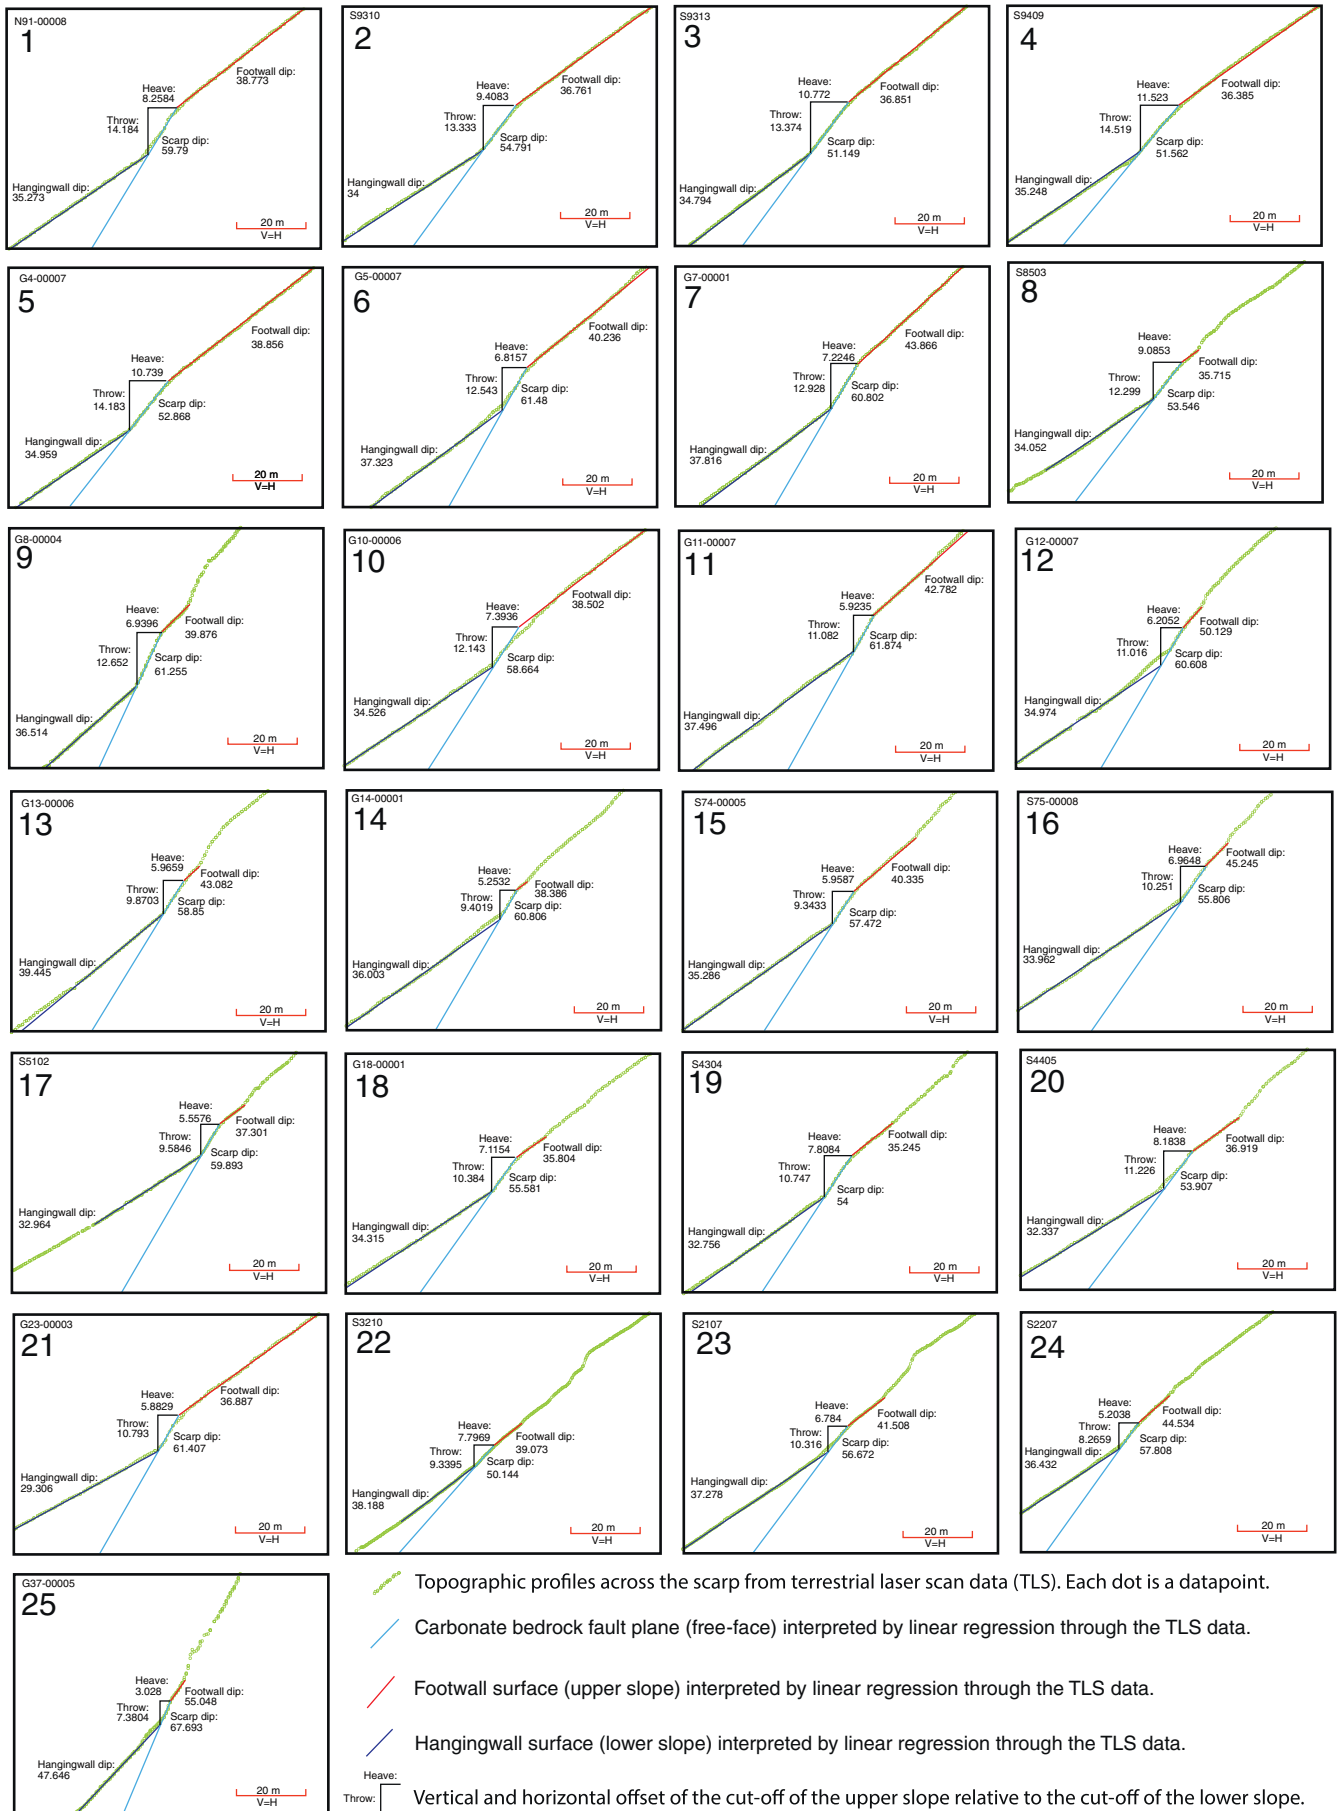 N91-00008
1
Heave:
8.2584
Throw:
14.184
Footwall dip:
38.773
Scarp dip:
59.79
Hangingwall dip:
35.273
20 m
V=H
S9310
2
Heave:
9.4083
Throw:
13.333
Footwall dip:
36.761
Scarp dip:
54.791
Hangingwall dip:
34
20 m
V=H
S9313
3
Heave:
10.772
Throw:
13.374
Footwall dip:
36.851
Scarp dip:
51.149
Hangingwall dip:
34.794
20 m
V=H
S9409
4
Heave:
11.523
Throw:
14.519
Footwall dip:
36.385
Scarp dip:
51.562
Hangingwall dip:
35.248
20 m
V=H
G4-00007
5
Heave:
10.739
Throw:
14.183
Footwall dip:
38.856
Scarp dip:
52.868
Hangingwall dip:
34.959
20 m
V=H
G5-00007
6
Heave:
6.8157
Throw:
12.543
Footwall dip:
40.236
Scarp dip:
61.48
Hangingwall dip:
37.323
20 m
V=H
G7-00001
7
Heave:
7.2246
Throw:
12.928
Footwall dip:
43.866
Scarp dip:
60.802
Hangingwall dip:
37.816
20 m
V=H
S8503
8
Heave:
9.0853
Throw:
12.299
Footwall dip:
35.715
Scarp dip:
53.546
Hangingwall dip:
34.052
20 m
V=H
G8-00004
9
Heave:
6.9396
Throw:
12.652
Footwall dip:
39.876
Scarp dip:
61.255
Hangingwall dip:
36.514
20 m
V=H
G10-00006
10
Heave:
7.3936
Throw:
12.143
Footwall dip:
38.502
Scarp dip:
58.664
Hangingwall dip:
34.526
20 m
V=H
G11-00007
11
Heave:
5.9235
Throw:
11.082
Footwall dip:
42.782
Scarp dip:
61.874
Hangingwall dip:
37.496
20 m
V=H
G12-00007
12
Heave:
6.2052
Throw:
11.016
Footwall dip:
50.129
Scarp dip:
60.608
Hangingwall dip:
34.974
20 m
V=H
G13-00006
13
Heave:
5.9659
Throw:
9.8703
Footwall dip:
43.082
Scarp dip:
58.85
Hangingwall dip:
39.445
20 m
V=H
G14-00001
14
Heave:
5.2532
Throw:
9.4019
Footwall dip:
38.386
Scarp dip:
60.806
Hangingwall dip:
36.003
20 m
V=H
S74-00005
15
Heave:
5.9587
Throw:
9.3433
Footwall dip:
40.335
Scarp dip:
57.472
Hangingwall dip:
35.286
20 m
V=H
S75-00008
16
Heave:
6.9648
Throw:
10.251
Footwall dip:
45.245
Scarp dip:
55.806
Hangingwall dip:
33.962
20 m
V=H
S5102
17
Heave:
5.5576
Throw:
9.5846
Footwall dip:
37.301
Scarp dip:
59.893
Hangingwall dip:
32.964
20 m
V=H
G18-00001
18
Heave:
7.1154
Throw:
10.384
Footwall dip:
35.804
Scarp dip:
55.581
Hangingwall dip:
34.315
20 m
V=H
S4304
19
Heave:
7.8084
Throw:
10.747
Footwall dip:
35.245
Scarp dip:
54
Hangingwall dip:
32.756
20 m
V=H
S4405
20
Heave:
8.1838
Throw:
11.226
Footwall dip:
36.919
Scarp dip:
53.907
Hangingwall dip:
32.337
20 m
V=H
G23-00003
21
Heave:
5.8829
Throw:
10.793
Footwall dip:
36.887
Scarp dip:
61.407
Hangingwall dip:
29.306
20 m
V=H
S3210
22
Heave:
7.7969
Throw:
9.3395
Footwall dip:
39.073
Scarp dip:
50.144
Hangingwall dip:
38.188
20 m
V=H
S2107
23
Heave:
6.784
Throw:
10.316
Footwall dip:
41.508
Scarp dip:
56.672
Hangingwall dip:
37.278
20 m
V=H
S2207
24
Heave:
5.2038
Throw:
8.2659
Footwall dip:
44.534
Scarp dip:
57.808
Hangingwall dip:
36.432
20 m
V=H
G37-00005
25
Heave:
3.028
Throw:
7.3804
Footwall dip:
55.048
Scarp dip:
67.693
Hangingwall dip:
47.646
20 m
V=H
Topographic profiles across the scarp from terrestrial laser scan data (TLS). Each dot is a datapoint.
Carbonate bedrock fault plane (free-face) interpreted by linear regression through the TLS data.
Footwall surface (upper slope) interpreted by linear regression through the TLS data.
Hangingwall surface (lower slope) interpreted by linear regression through the TLS data.
Heave:
Throw:
Vertical and horizontal offset of the cut-off of the upper slope relative to the cut-off of the lower slope.